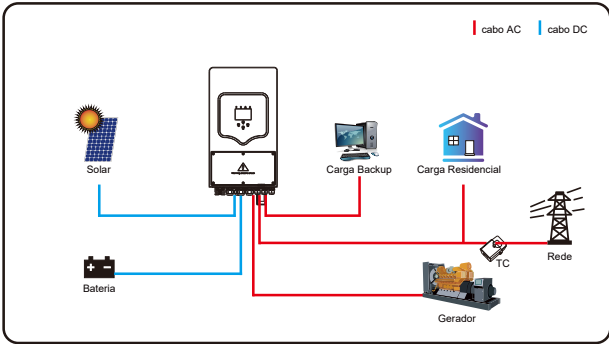 cabo AC
cabo DC
Solar
Carga Backup
Carga Residencial
TC
Rede
Bateria
Gerador